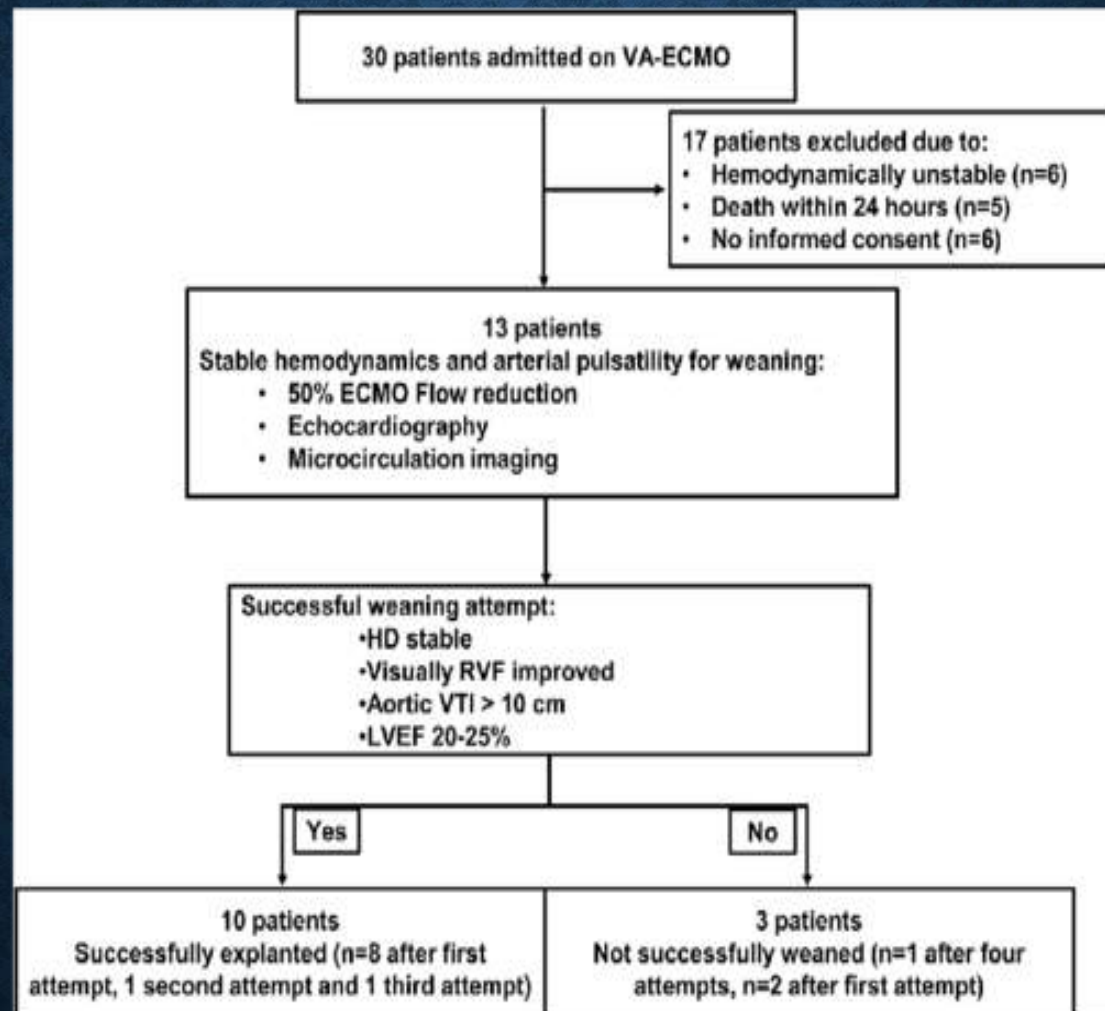 30 patients admitted on VA-ECMO
17 patients excluded due to:
• Hemodynamically unstable (n=6)
• Death within 24 hours (n=5)
• No informed consent (n=6)
13 patients
Stable hemodynamics and arterial pulsatility for weaning:
• 50% ECMO Flow reduction
• Echocardiography
• Microcirculation imaging
Successful weaning attempt:
•HD stable
•Visually RVF improved
•Aortic VTI > 10 cm
•LVEF 20-25%
Yes
No
10 patients
Successfully explanted (n=8 after first
attempt, 1 second attempt and 1 third attempt)
3 patients
Not successfully weaned (n=1 after four
attempts, n=2 after first attempt)